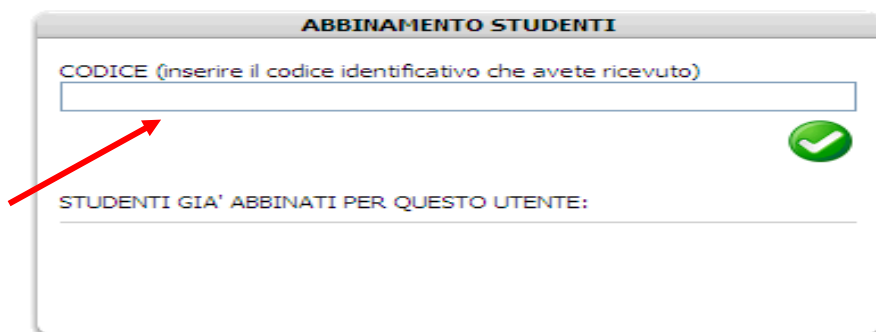 ABBINAMENTO STUDENTI
CODICE (inserire il codice identificativo che avete ricevuto)
STUDENTI GIA' ABBINATI PER QUESTO UTENTE: